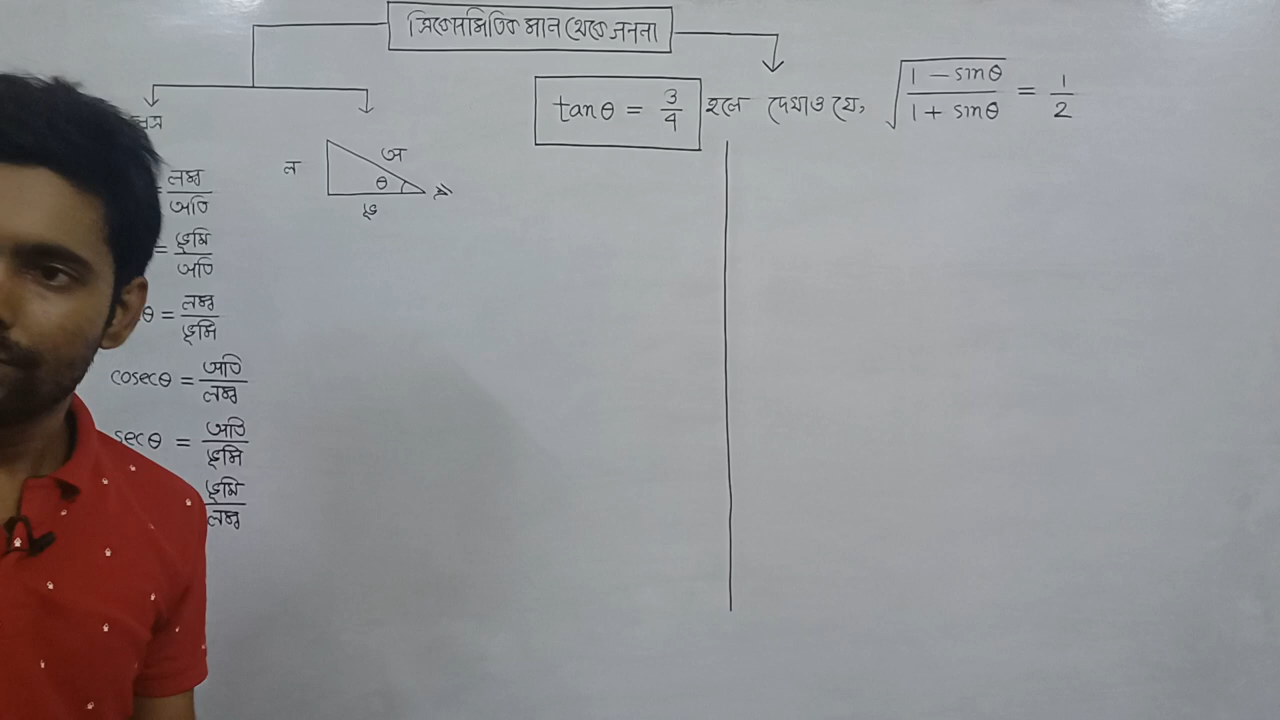 ত্রিকোণমিতিক মান থেকে গননা
tanθ = 3/4 হলে দেখাও যে, √((1 − sinθ)/(1 + sinθ)) = 1/2
ল
অ
θ
ভূ
= লম্ব/অতি
= ভূমি/অতি
θ = লম্ব/ভূমি
cosecθ = অতি/লম্ব
secθ = অতি/ভূমি
ভূমি/লম্ব